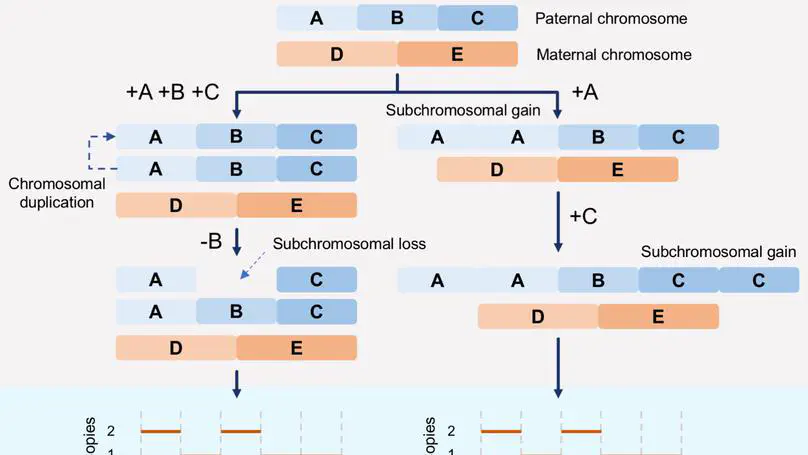 A B C Paternal chromosome
D E Maternal chromosome
+A +B +C
+A
Subchromosomal gain
A B C
A A B C
A B C
D E
Chromosomal
duplication
D E
+C
-B
Subchromosomal loss
Subchromosomal gain
A C
A A B C C
A B C
D E
D E
opies 2
opies 2
1
1